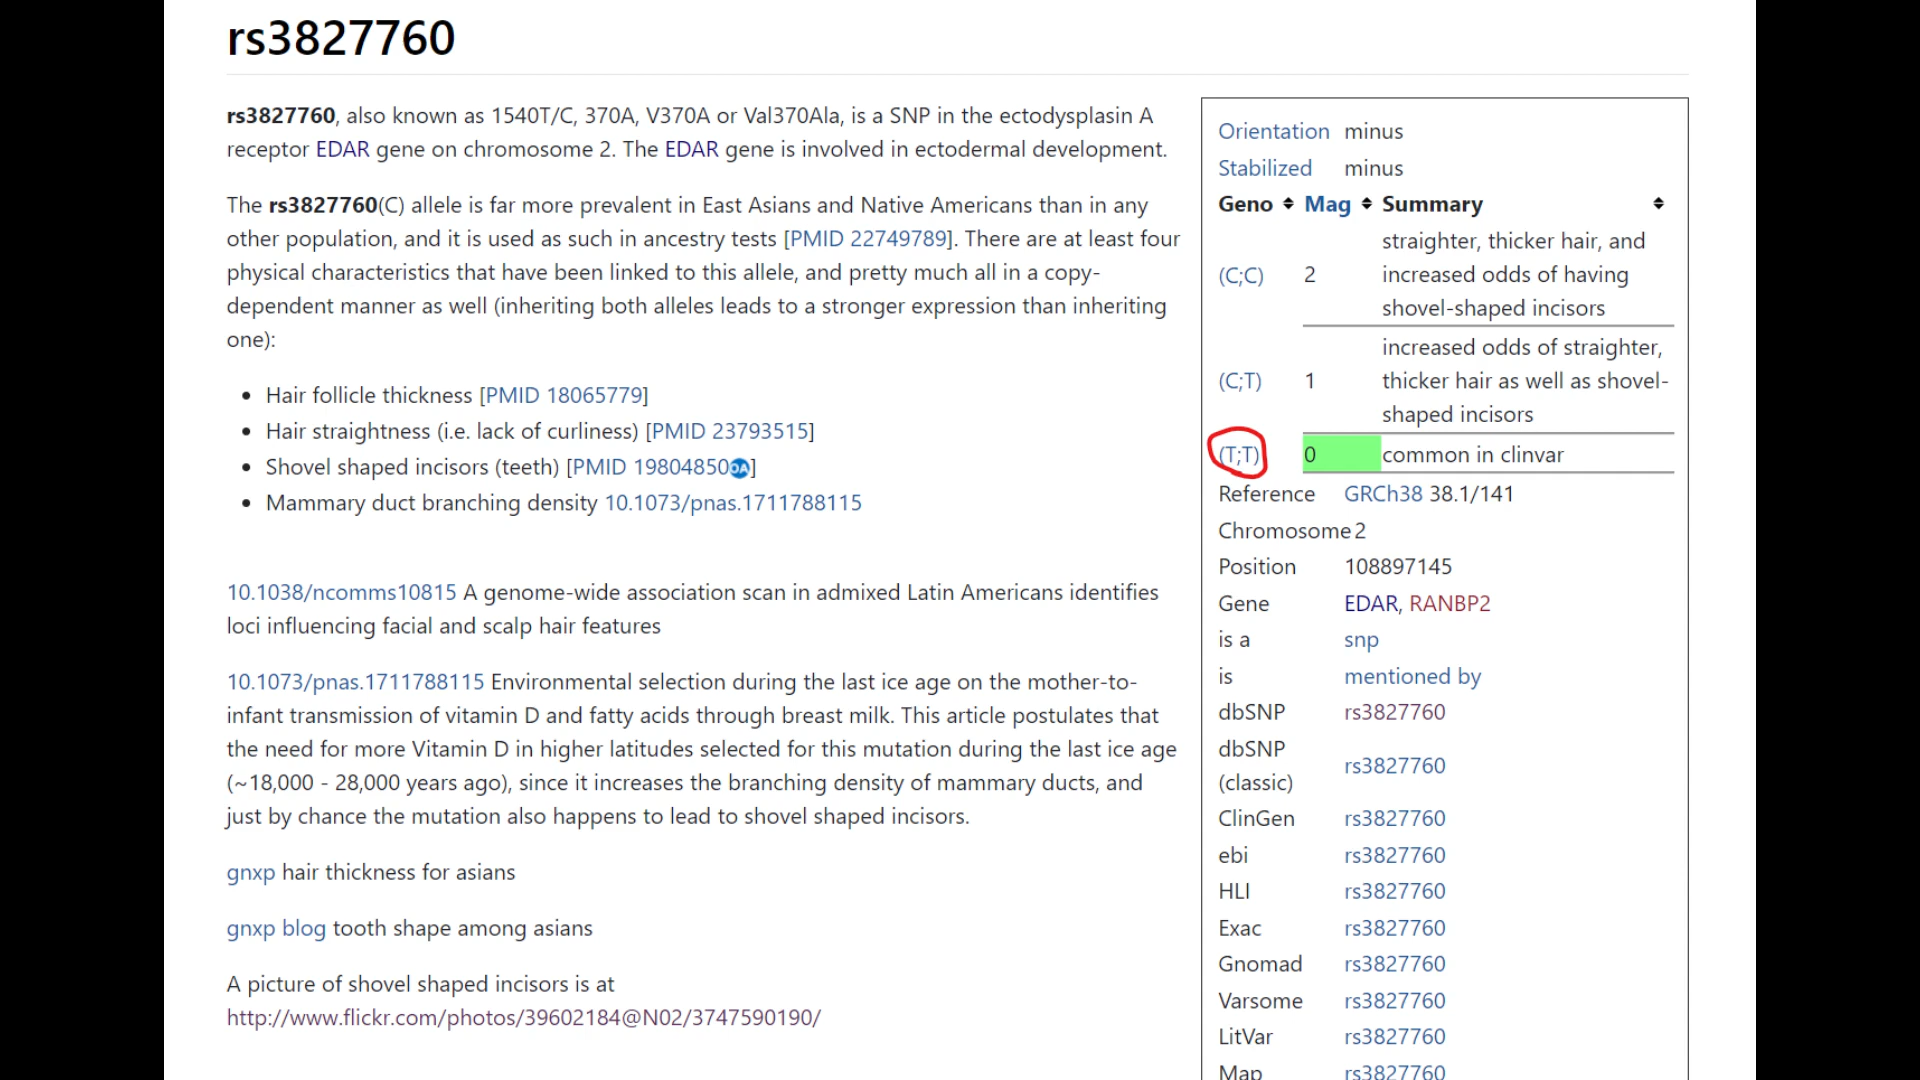 rs3827760
rs3827760, also known as 1540T/C, 370A, V370A or Val370Ala, is a SNP in the ectodysplasin A
receptor EDAR gene on chromosome 2. The EDAR gene is involved in ectodermal development.
The rs3827760(C) allele is far more prevalent in East Asians and Native Americans than in any
other population, and it is used as such in ancestry tests [PMID 22749789]. There are at least four
physical characteristics that have been linked to this allele, and pretty much all in a copy-
dependent manner as well (inheriting both alleles leads to a stronger expression than inheriting
one):
• Hair follicle thickness [PMID 18065779]
• Hair straightness (i.e. lack of curliness) [PMID 23793515]
• Shovel shaped incisors (teeth) [PMID 19804850OA]
• Mammary duct branching density 10.1073/pnas.1711788115
10.1038/ncomms10815 A genome-wide association scan in admixed Latin Americans identifies
loci influencing facial and scalp hair features
10.1073/pnas.1711788115 Environmental selection during the last ice age on the mother-to-
infant transmission of vitamin D and fatty acids through breast milk. This article postulates that
the need for more Vitamin D in higher latitudes selected for this mutation during the last ice age
(~18,000 - 28,000 years ago), since it increases the branching density of mammary ducts, and
just by chance the mutation also happens to lead to shovel shaped incisors.
gnxp hair thickness for asians
gnxp blog tooth shape among asians
A picture of shovel shaped incisors is at
http://www.flickr.com/photos/39602184@N02/3747590190/
Orientation minus
Stabilized minus
Geno Mag Summary
straighter, thicker hair, and
(C;C) 2 increased odds of having
shovel-shaped incisors
increased odds of straighter,
(C;T) 1 thicker hair as well as shovel-
shaped incisors
(T;T) 0 common in clinvar
Reference GRCh38 38.1/141
Chromosome 2
Position 108897145
Gene EDAR, RANBP2
is a snp
is mentioned by
dbSNP rs3827760
dbSNP
(classic) rs3827760
ClinGen rs3827760
ebi rs3827760
HLI rs3827760
Exac rs3827760
Gnomad rs3827760
Varsome rs3827760
LitVar rs3827760
Map rs3827760